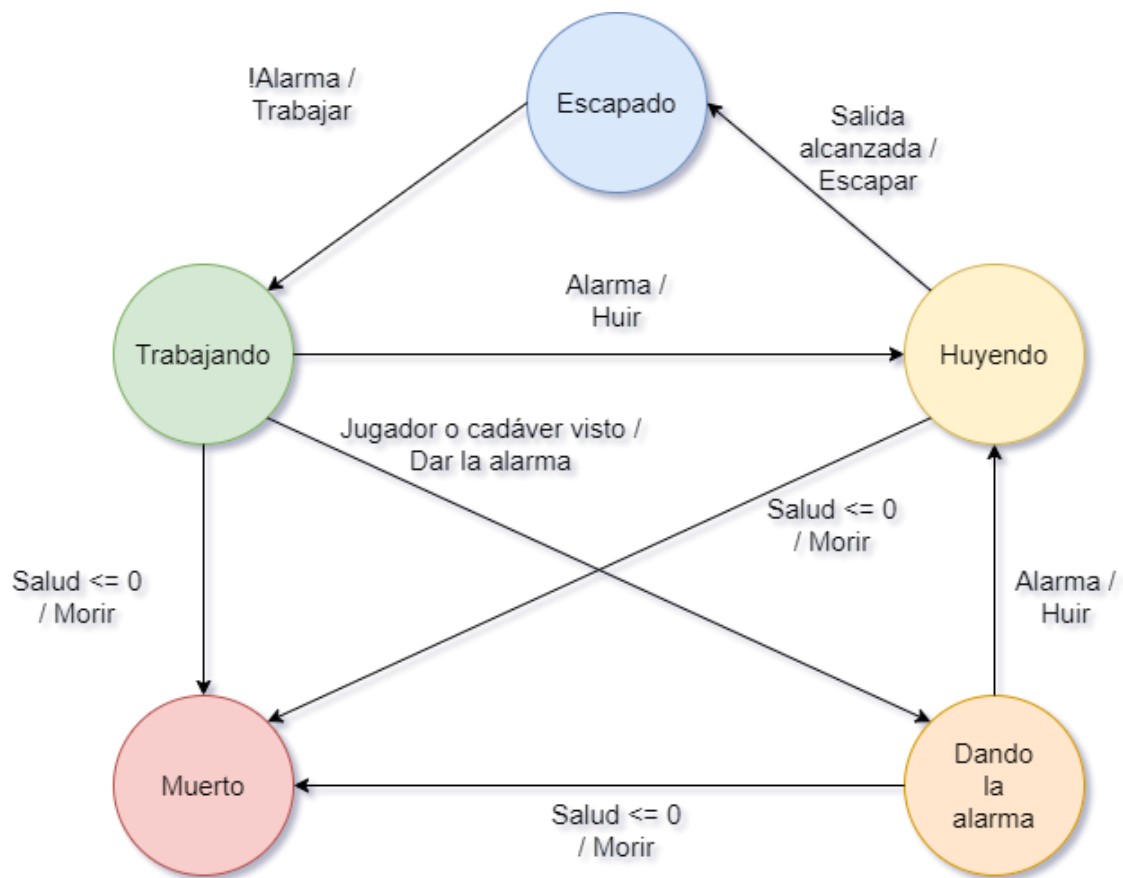 !Alarma /
Trabajar
Escapado
Salida
alcanzada /
Escapar
Alarma /
Huir
Trabajando
Huyendo
Jugador o cadáver visto /
Dar la alarma
Salud <= 0
/ Morir
Salud <= 0
/ Morir
Alarma /
Huir
Muerto
Dando
la
alarma
Salud <= 0
/ Morir